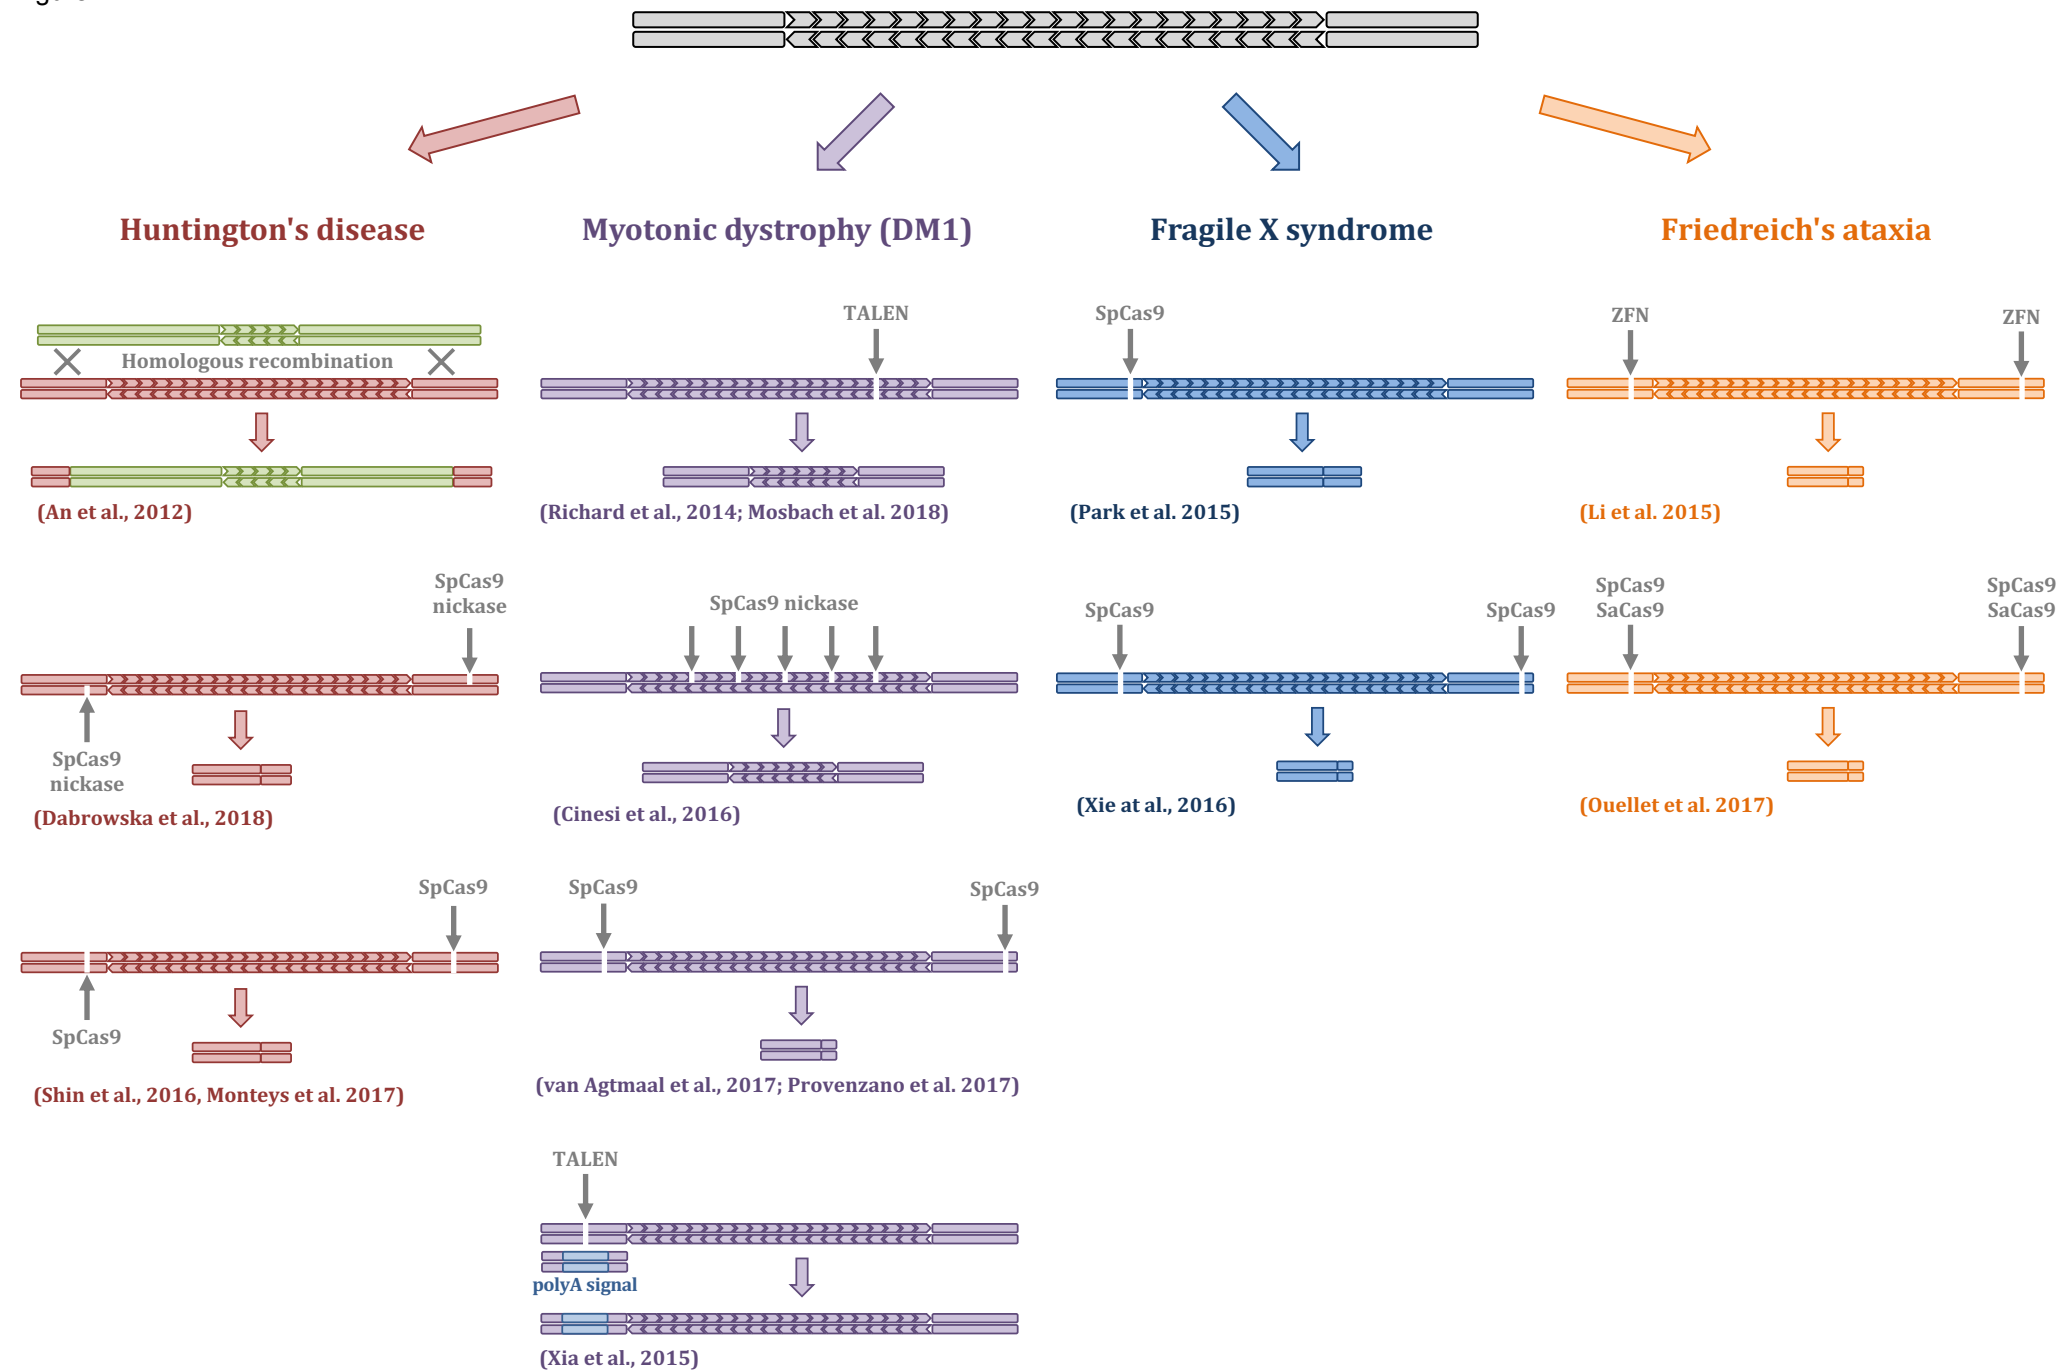 Huntington's disease
Myotonic dystrophy (DM1)
Fragile X syndrome
Friedreich's ataxia
Homologous recombination
(An et al., 2012)
TALEN
(Richard et al., 2014; Mosbach et al. 2018)
SpCas9
(Park et al. 2015)
ZFN
ZFN
(Li et al. 2015)
SpCas9
nickase
SpCas9
nickase
(Dabrowska et al., 2018)
SpCas9 nickase
(Cinesi et al., 2016)
SpCas9
SpCas9
(Xie at al., 2016)
SpCas9
SaCas9
SpCas9
SaCas9
(Ouellet et al. 2017)
SpCas9
SpCas9
(Shin et al., 2016, Monteys et al. 2017)
SpCas9
SpCas9
(van Agtmaal et al., 2017; Provenzano et al. 2017)
TALEN
polyA signal
(Xia et al., 2015)